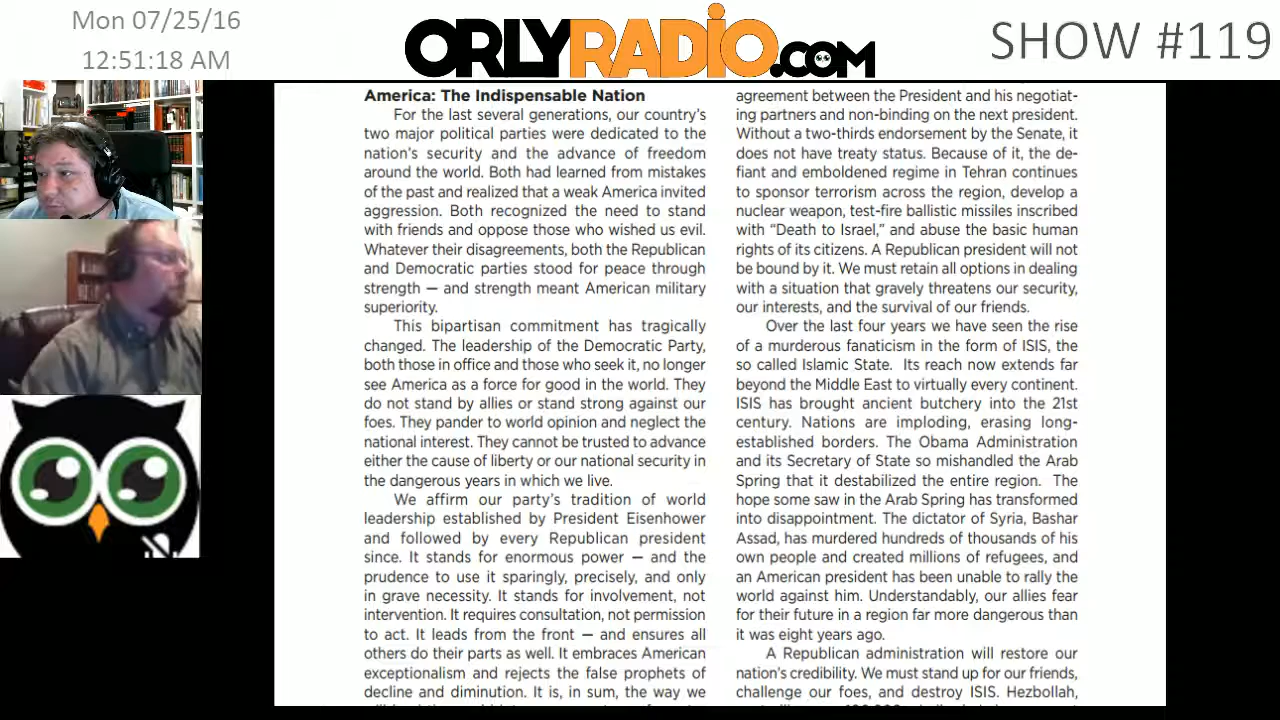 Mon 07/25/16
12:51:18 AM
ORLYRADIO.COM
SHOW #119
America: The Indispensable Nation
For the last several generations, our country’s
two major political parties were dedicated to the
nation’s security and the advance of freedom
around the world. Both had learned from mistakes
of the past and realized that a weak America invited
aggression. Both recognized the need to stand
with friends and oppose those who wished us evil.
Whatever their disagreements, both the Republican
and Democratic parties stood for peace through
strength — and strength meant American military
superiority.
This bipartisan commitment has tragically
changed. The leadership of the Democratic Party,
both those in office and those who seek it, no longer
see America as a force for good in the world. They
do not stand by allies or stand strong against our
foes. They pander to world opinion and neglect the
national interest. They cannot be trusted to advance
either the cause of liberty or our national security in
the dangerous years in which we live.
We affirm our party’s tradition of world
leadership established by President Eisenhower
and followed by every Republican president
since. It stands for enormous power — and the
prudence to use it sparingly, precisely, and only
in grave necessity. It stands for involvement, not
intervention. It requires consultation, not permission
to act. It leads from the front — and ensures all
others do their parts as well. It embraces American
exceptionalism and rejects the false prophets of
decline and diminution. It is, in sum, the way we
agreement between the President and his negotiat-
ing partners and non-binding on the next president.
Without a two-thirds endorsement by the Senate, it
does not have treaty status. Because of it, the de-
fiant and emboldened regime in Tehran continues
to sponsor terrorism across the region, develop a
nuclear weapon, test-fire ballistic missiles inscribed
with “Death to Israel,” and abuse the basic human
rights of its citizens. A Republican president will not
be bound by it. We must retain all options in dealing
with a situation that gravely threatens our security,
our interests, and the survival of our friends.
Over the last four years we have seen the rise
of a murderous fanaticism in the form of ISIS, the
so called Islamic State. Its reach now extends far
beyond the Middle East to virtually every continent.
ISIS has brought ancient butchery into the 21st
century. Nations are imploding, erasing long-
established borders. The Obama Administration
and its Secretary of State so mishandled the Arab
Spring that it destabilized the entire region. The
hope some saw in the Arab Spring has transformed
into disappointment. The dictator of Syria, Bashar
Assad, has murdered hundreds of thousands of his
own people and created millions of refugees, and
an American president has been unable to rally the
world against him. Understandably, our allies fear
for their future in a region far more dangerous than
it was eight years ago.
A Republican administration will restore our
nation’s credibility. We must stand up for our friends,
challenge our foes, and destroy ISIS. Hezbollah,